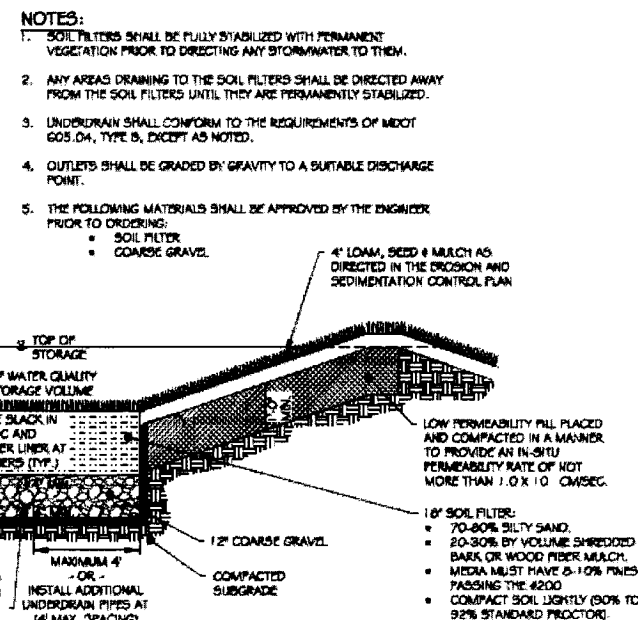 NOTES:
1. SOIL FILTERS SHALL BE FULLY STABILIZED WITH PERMANENT
VEGETATION PRIOR TO DIRECTING ANY STORMWATER TO THEM.
2. ANY AREAS DRAINING TO THE SOIL FILTERS SHALL BE DIRECTED AWAY
FROM THE SOIL FILTERS UNTIL THEY ARE PERMANENTLY STABILIZED.
3. UNDERDRAIN SHALL CONFORM TO THE REQUIREMENTS OF MDOT
605.04, TYPE B, EXCEPT AS NOTED.
4. OUTLETS SHALL BE GRADED BY GRAVITY TO A SUITABLE DISCHARGE
POINT.
5. THE FOLLOWING MATERIALS SHALL BE APPROVED BY THE ENGINEER
PRIOR TO ORDERING:
• SOIL FILTER
• COARSE GRAVEL
4" LOAM, SEED & MULCH AS
DIRECTED IN THE EROSION AND
SEDIMENTATION CONTROL PLAN
TOP OF
STORAGE
WATER QUALITY
STORAGE VOLUME
SLACK IN
AND
LINER AT
(TYP.)
MIN.
LOW PERMEABILITY FILL PLACED
AND COMPACTED IN A MANNER
TO PROVIDE AN IN-SITU
PERMEABILITY RATE OF NOT
MORE THAN 1.0 X 10 CM/SEC.
18" SOIL FILTER:
• 70-80% SILTY SAND.
• 20-30% BY VOLUME SHREDDED
BARK OR WOOD FIBER MULCH.
• MEDIA MUST HAVE 8-10% FINES
PASSING THE #200
• COMPACT SOIL LIGHTLY (90% TO
92% STANDARD PROCTOR).
12" COARSE GRAVEL
COMPACTED
SUBGRADE
MAXIMUM 4'
- OR -
INSTALL ADDITIONAL
UNDERDRAIN PIPES AT
MAX. SPACING)